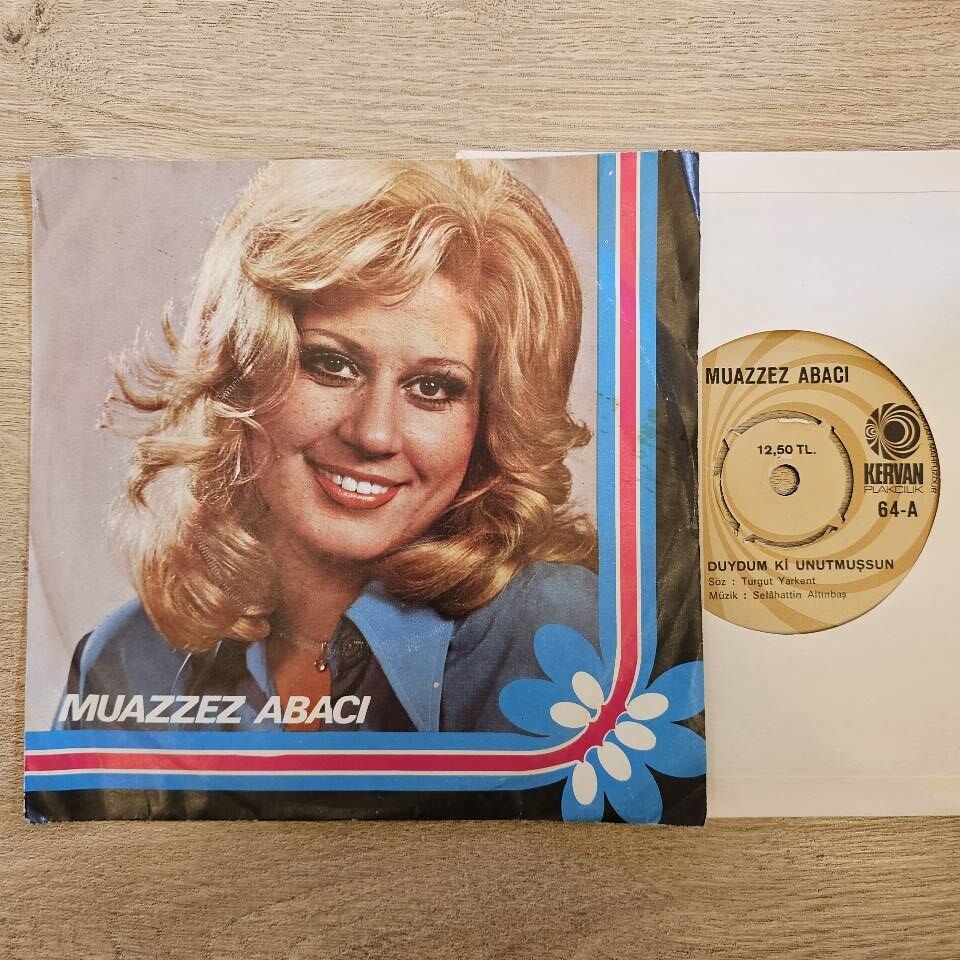 MUAZZEZ ABACI
MUAZZEZ ABACI
12,50 TL.
KERVAN
PLAKÇILIK
64-A
DUYDUM Kİ UNUTMUŞSUN
Söz : Turgut Yarkent
Müzik : Selâhattin Altınbaş